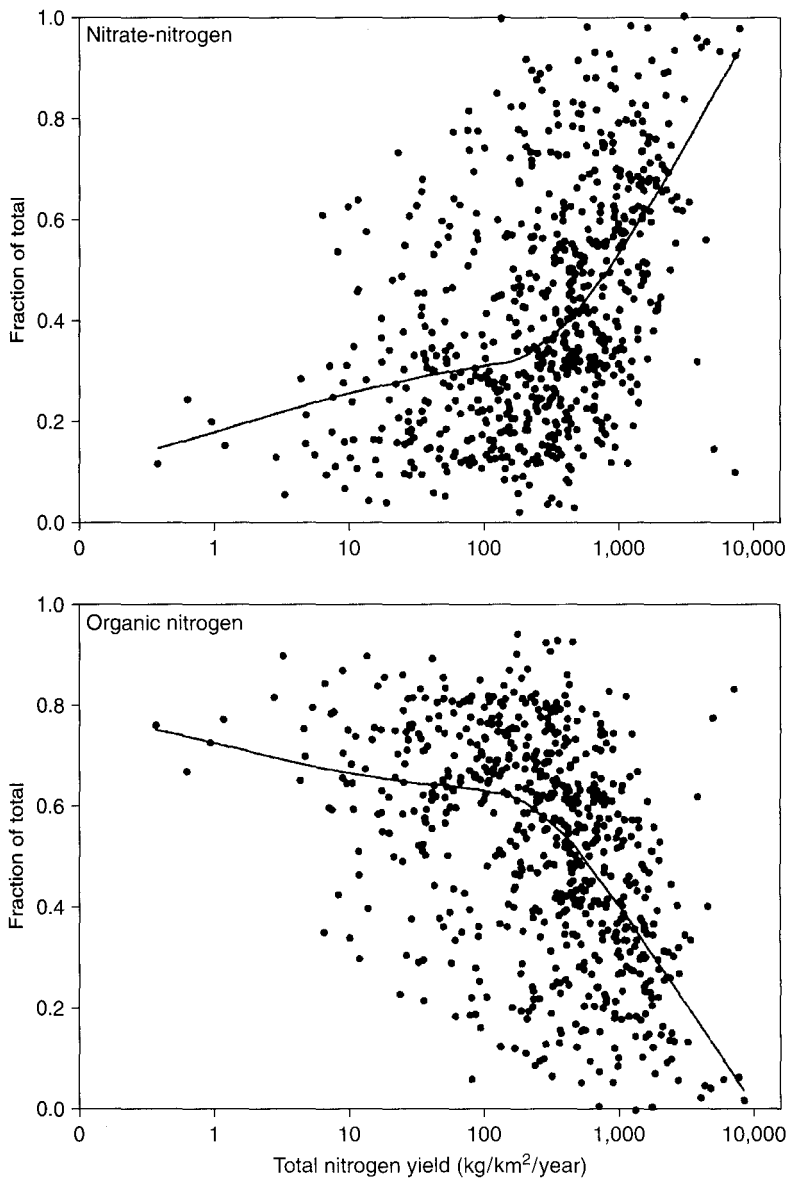 Nitrate-nitrogen
1.0
0.8
0.6
0.4
0.2
0.0
Fraction of total
0 1 10 100 1,000 10,000
Organic nitrogen
1.0
0.8
0.6
0.4
0.2
0.0
Fraction of total
0 1 10 100 1,000 10,000
Total nitrogen yield (kg/km²/year)